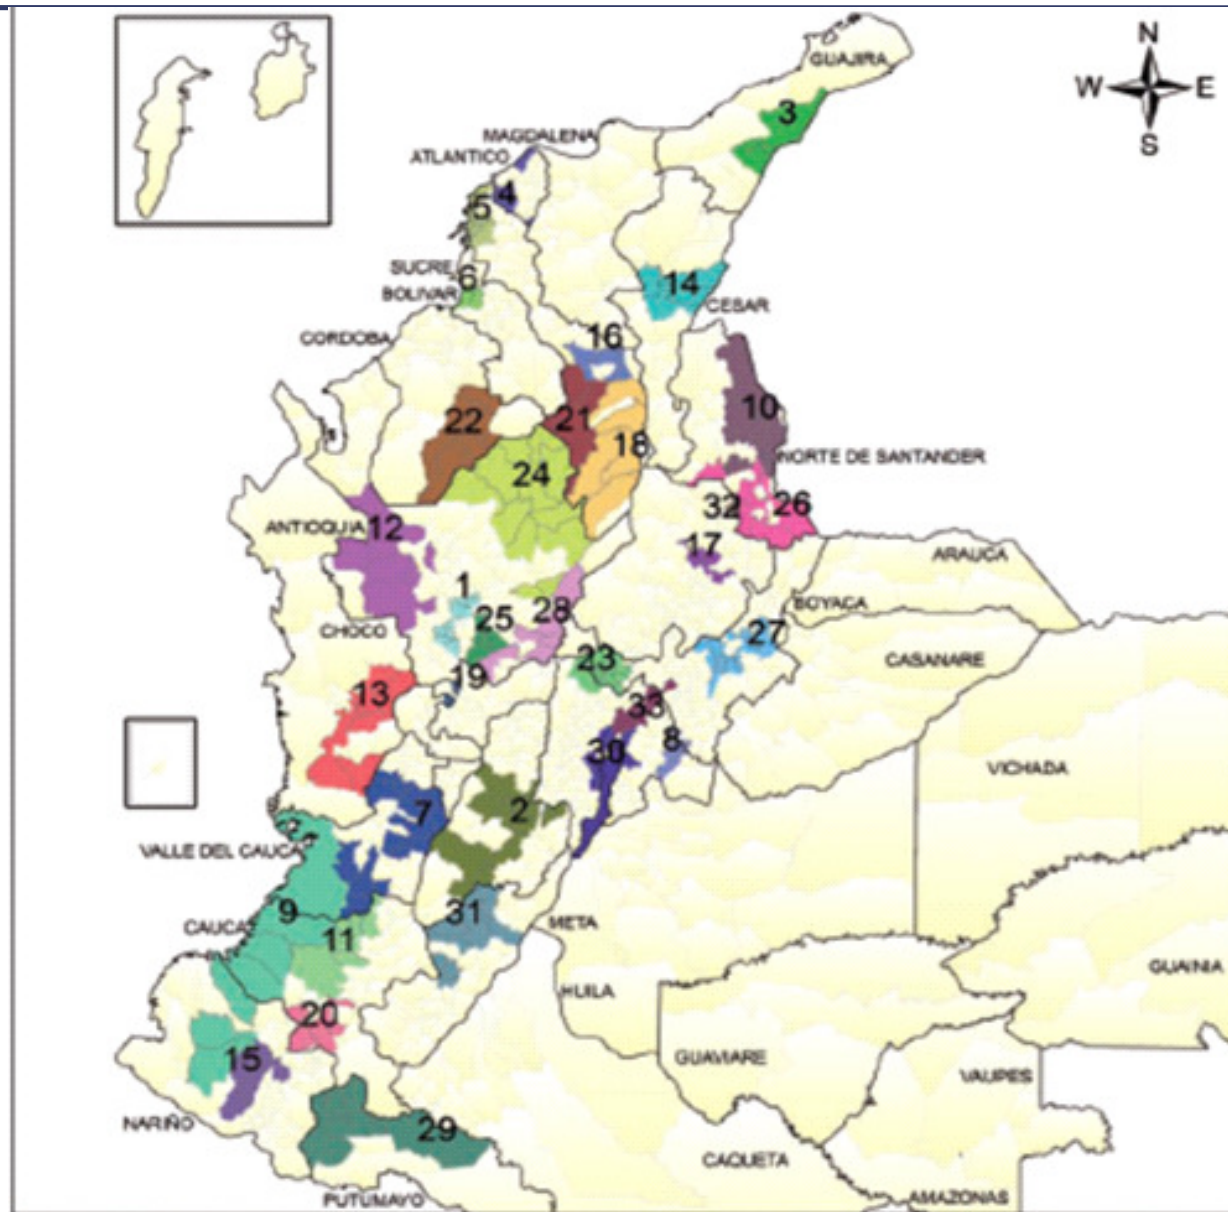 N
GUAJIRA
W E
3
MAGDALENA
S
ATLANTICO
4
5
SUCRE
6
14
BOLIVAR
CESAR
CORDOBA
16
10
22
21
18
NORTE DE SANTANDER
24
32
26
ANTIOQUIA
12
17
ARAUCA
1
BOYACA
28
25
CHOCO
27
23
CASANARE
19
13
33
8
30
VICHADA
7
2
VALLE DEL CAUCA
9
31
META
CAUCA
11
GUAINIA
HUILA
20
15
GUAVIARE
VAUPES
NARIÑO
29
CAQUETA
PUTUMAYO
AMAZONAS